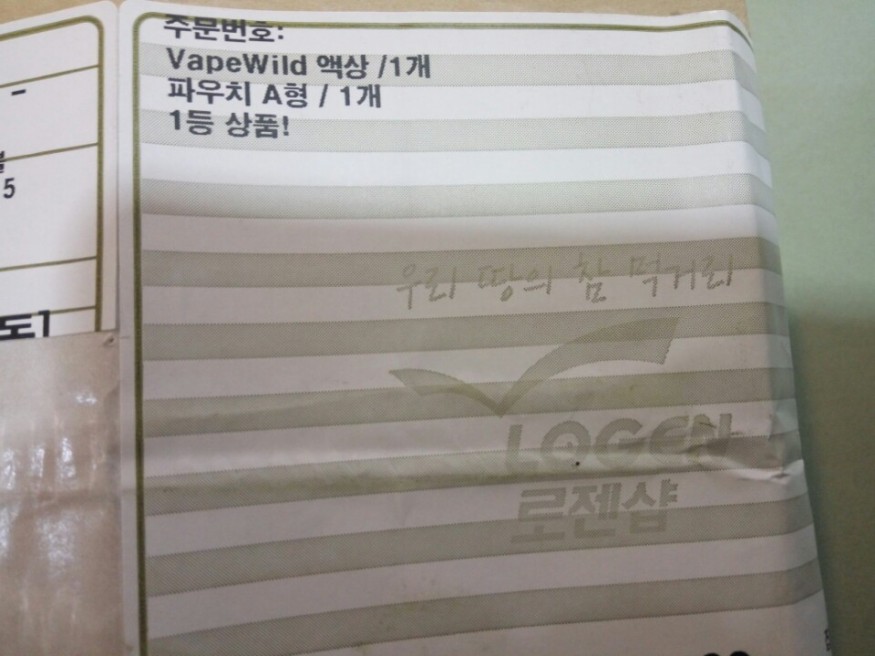 주문번호:
VapeWild 액상 /1개
파우치 A형 / 1개
1등 상품!
5
우리 땅의 참 먹거리
LOGEN
로젠샵